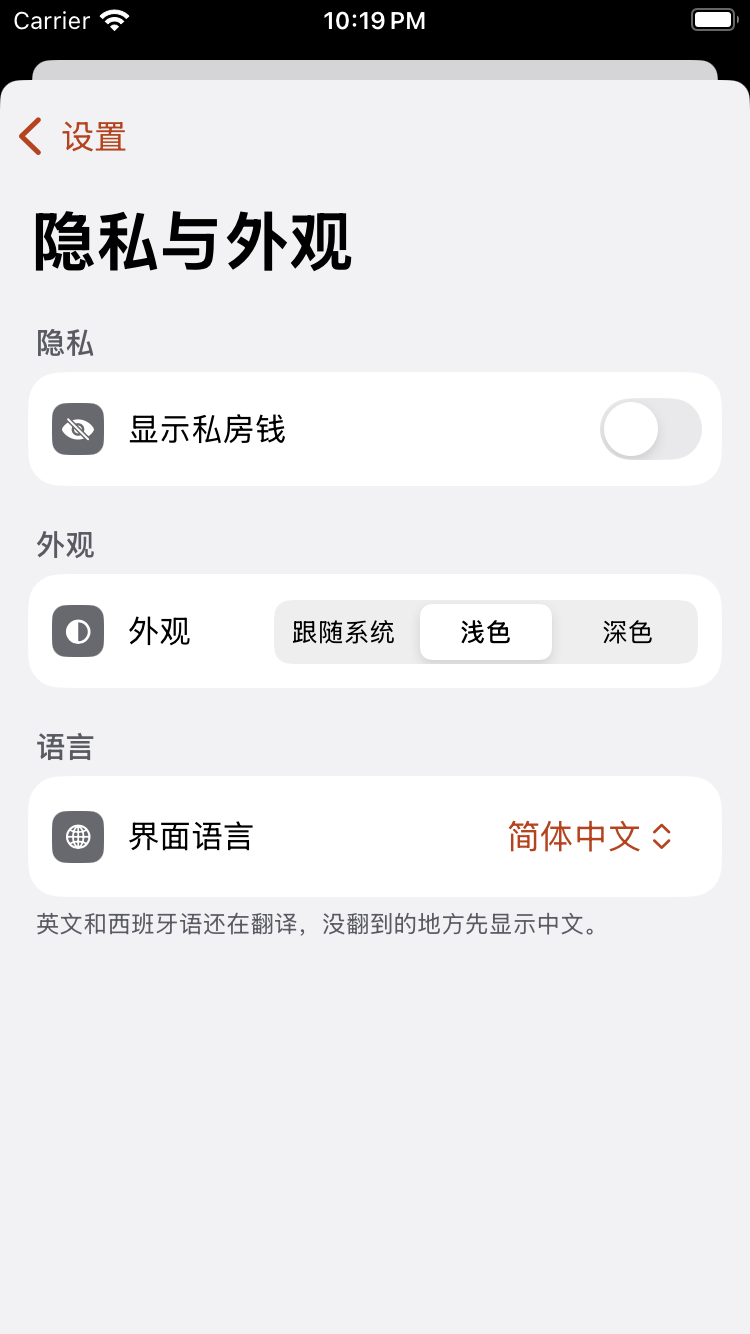 Carrier 10:19 PM
设置
隐私与外观
隐私
显示私房钱
外观
外观 跟随系统 浅色 深色
语言
界面语言 简体中文
英文和西班牙语还在翻译，没翻到的地方先显示中文。